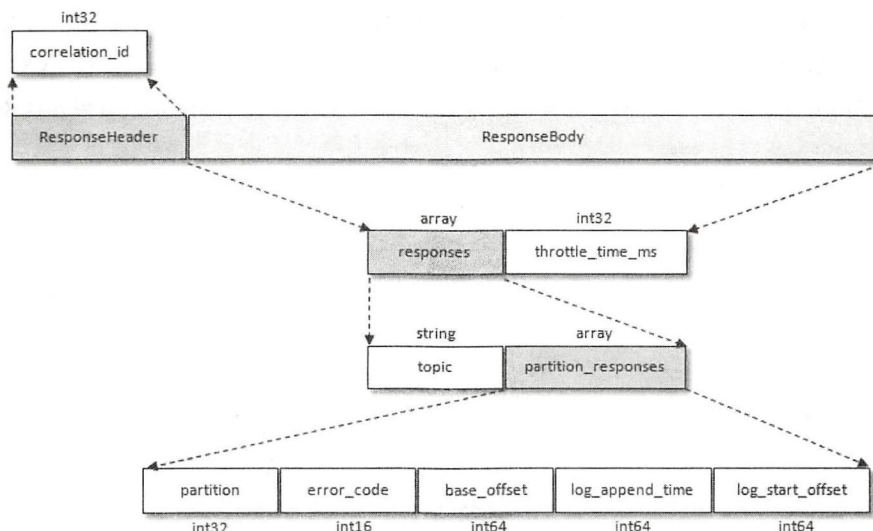 int32
correlation_id
ResponseHeader ResponseBody
array int32
responses throttle_time_ms
string array
topic partition_responses
partition error_code base_offset log_append_time log_start_offset
int32 int16 int64 int64 int64